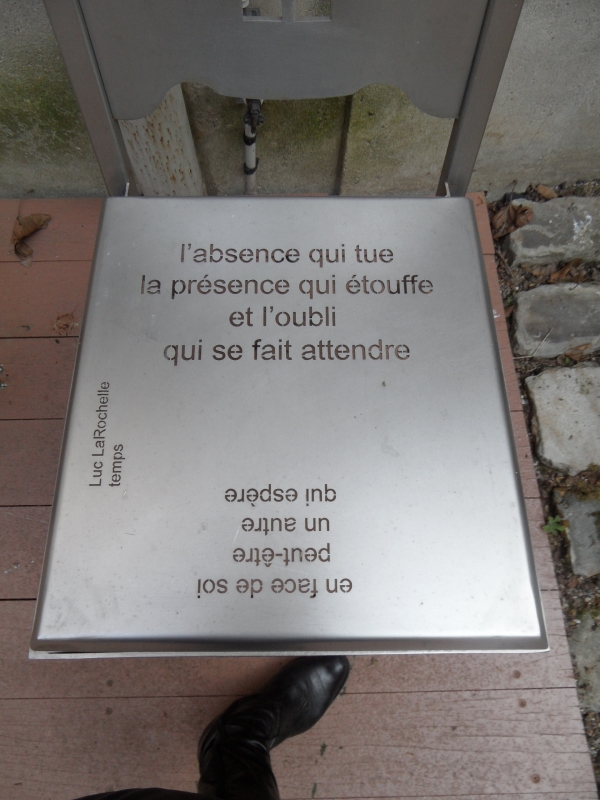 l'absence qui tue
la présence qui étouffe
et l'oubli
qui se fait attendre
Luc LaRochelle
temps
en face de soi
peut-être
un autre
qui espère